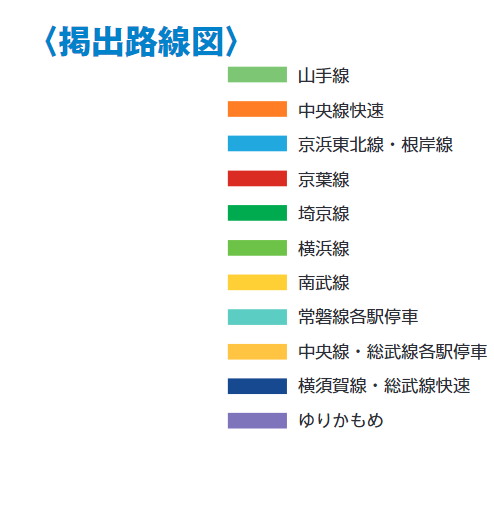 〈掲出路線図〉
山手線
中央線快速
京浜東北線・根岸線
京葉線
埼京線
横浜線
南武線
常磐線各駅停車
中央線・総武線各駅停車
横須賀線・総武線快速
ゆりかもめ